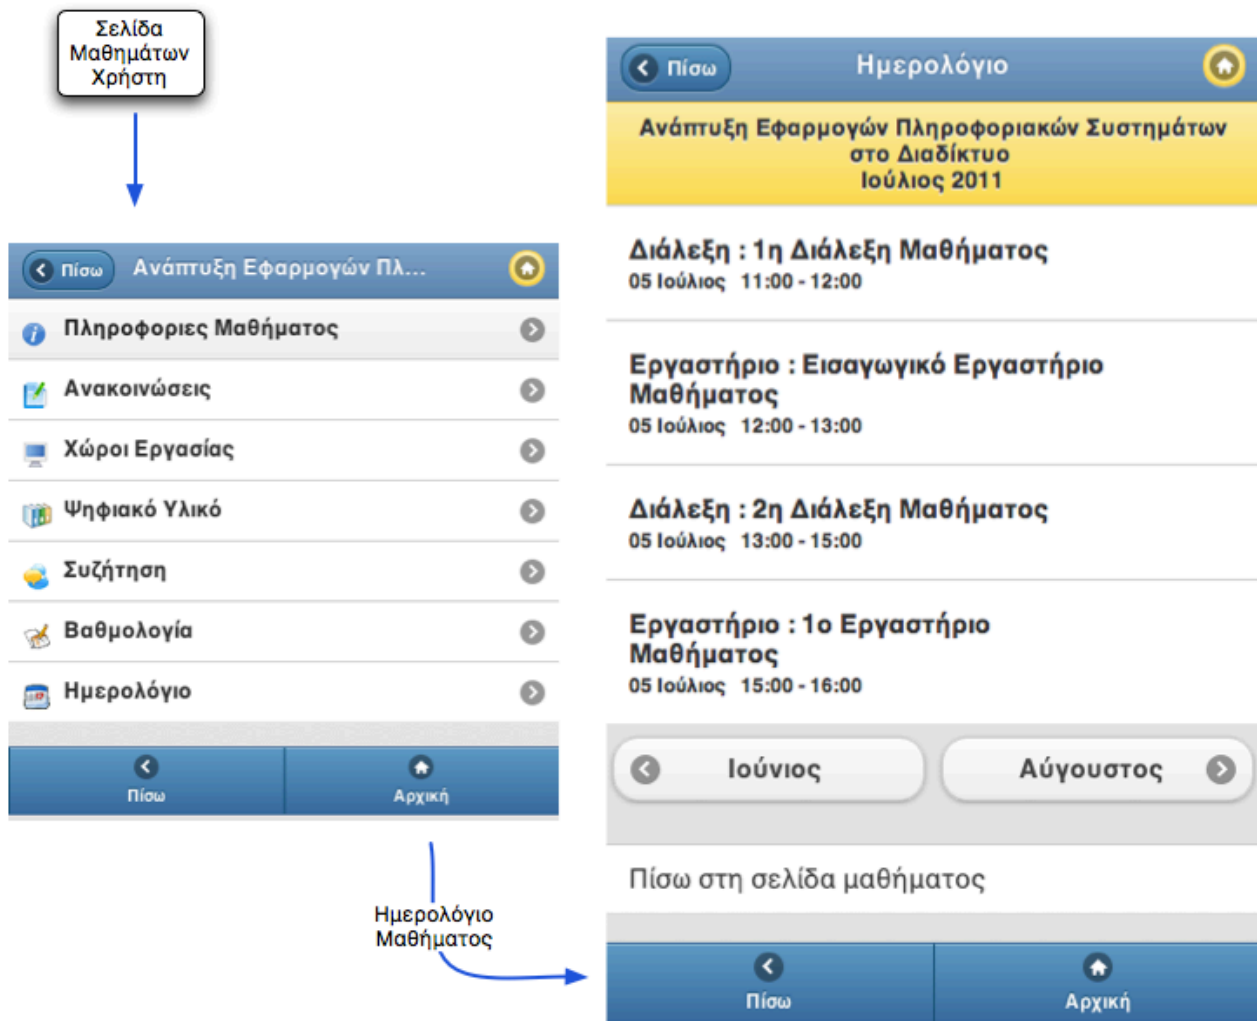 Σελίδα
Μαθημάτων
Χρήστη
Πίσω
Ανάπτυξη Εφαρμογών Πλ...
Πληροφοριες Μαθήματος
Ανακοινώσεις
Χώροι Εργασίας
Ψηφιακό Υλικό
Συζήτηση
Βαθμολογία
Ημερολόγιο
Πίσω
Αρχική
Ημερολόγιο
Μαθήματος
Πίσω
Ημερολόγιο
Ανάπτυξη Εφαρμογών Πληροφοριακών Συστημάτων
στο Διαδίκτυο
Ιούλιος 2011
Διάλεξη : 1η Διάλεξη Μαθήματος
05 Ιούλιος 11:00 - 12:00
Εργαστήριο : Εισαγωγικό Εργαστήριο
Μαθήματος
05 Ιούλιος 12:00 - 13:00
Διάλεξη : 2η Διάλεξη Μαθήματος
05 Ιούλιος 13:00 - 15:00
Εργαστήριο : 1ο Εργαστήριο
Μαθήματος
05 Ιούλιος 15:00 - 16:00
Ιούνιος
Αύγουστος
Πίσω στη σελίδα μαθήματος
Πίσω
Αρχική